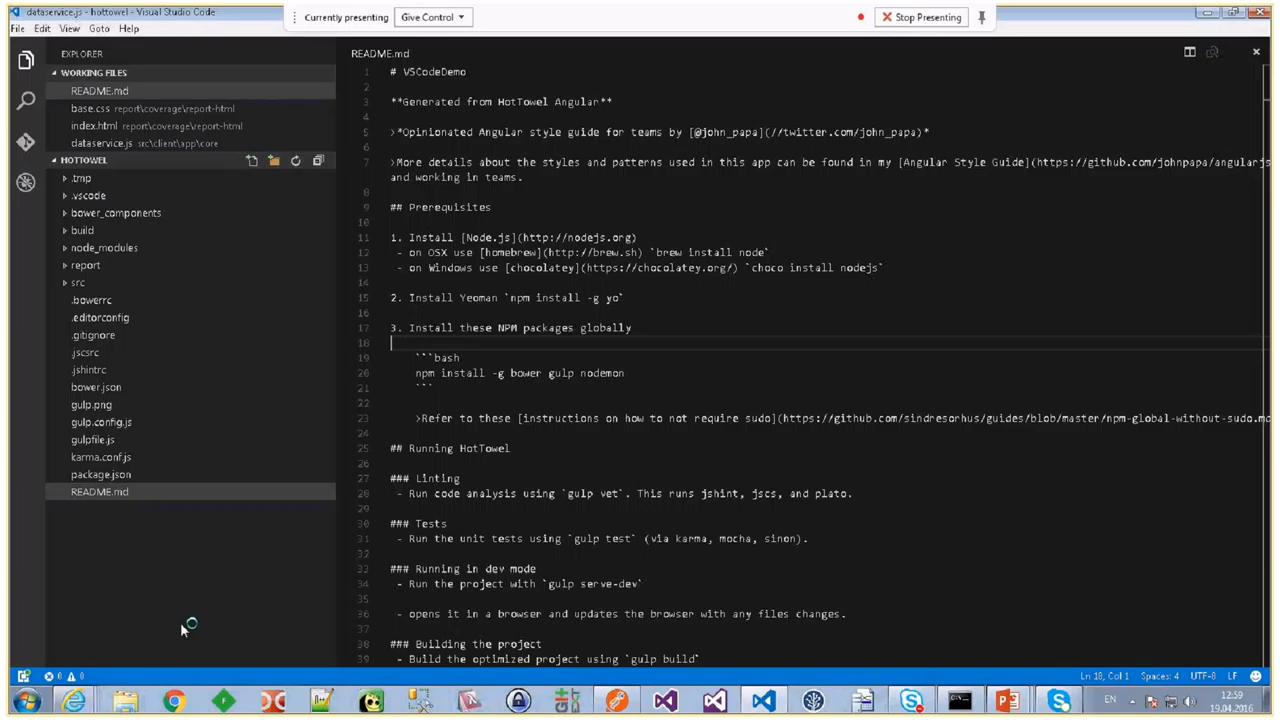 dataservice.js - hottowel - Visual Studio Code
Currently presenting
Give Control
Stop Presenting
File Edit View Goto Help
EXPLORER
WORKING FILES
README.md
base.css report\coverage\report-html
index.html report\coverage\report-html
dataservice.js src\client\app\core
HOTTOWEL
.tmp
.vscode
bower_components
build
node_modules
report
src
.bowerrc
.editorconfig
.gitignore
.jscsrc
.jshintrc
bower.json
gulp.png
gulp.config.js
gulpfile.js
karma.conf.js
package.json
README.md
README.md
1 # VSCodeDemo
2
3 **Generated from HotTowel Angular**
4
5 >*Opinionated Angular style guide for teams by [@john_papa](//twitter.com/john_papa)*
6
7 >More details about the styles and patterns used in this app can be found in my [Angular Style Guide](https://github.com/johnpapa/angularjs
and working in teams.
8
9 ## Prerequisites
10
11 1. Install [Node.js](http://nodejs.org)
12 - on OSX use [homebrew](http://brew.sh) `brew install node`
13 - on Windows use [chocolatey](https://chocolatey.org/) `choco install nodejs`
14
15 2. Install Yeoman `npm install -g yo`
16
17 3. Install these NPM packages globally
18
19 ```bash
20 npm install -g bower gulp nodemon
21 ```
22
23 >Refer to these [instructions on how to not require sudo](https://github.com/sindresorhus/guides/blob/master/npm-global-without-sudo.md
24
25 ## Running HotTowel
26
27 ### Linting
28 - Run code analysis using `gulp vet`. This runs jshint, jscs, and plato.
29
30 ### Tests
31 - Run the unit tests using `gulp test` (via karma, mocha, sinon).
32
33 ### Running in dev mode
34 - Run the project with `gulp serve-dev`
35
36 - opens it in a browser and updates the browser with any files changes.
37
38 ### Building the project
39 - Build the optimized project using `gulp build`
0 0
Ln 18, Col 1 Spaces: 4 UTF-8 LF
EN
12:59
19.04.2016